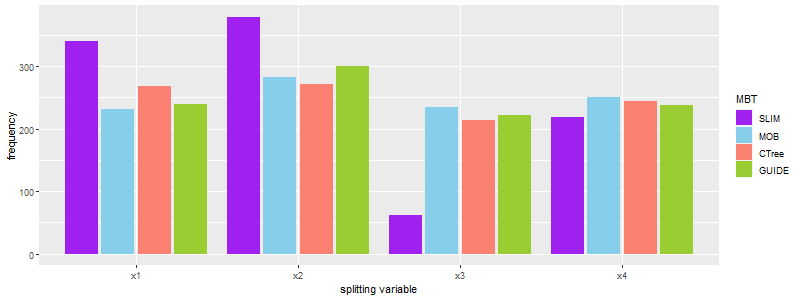 frequency
300
200
100
0
x1 x2 x3 x4
splitting variable
MBT
SLIM
MOB
CTree
GUIDE